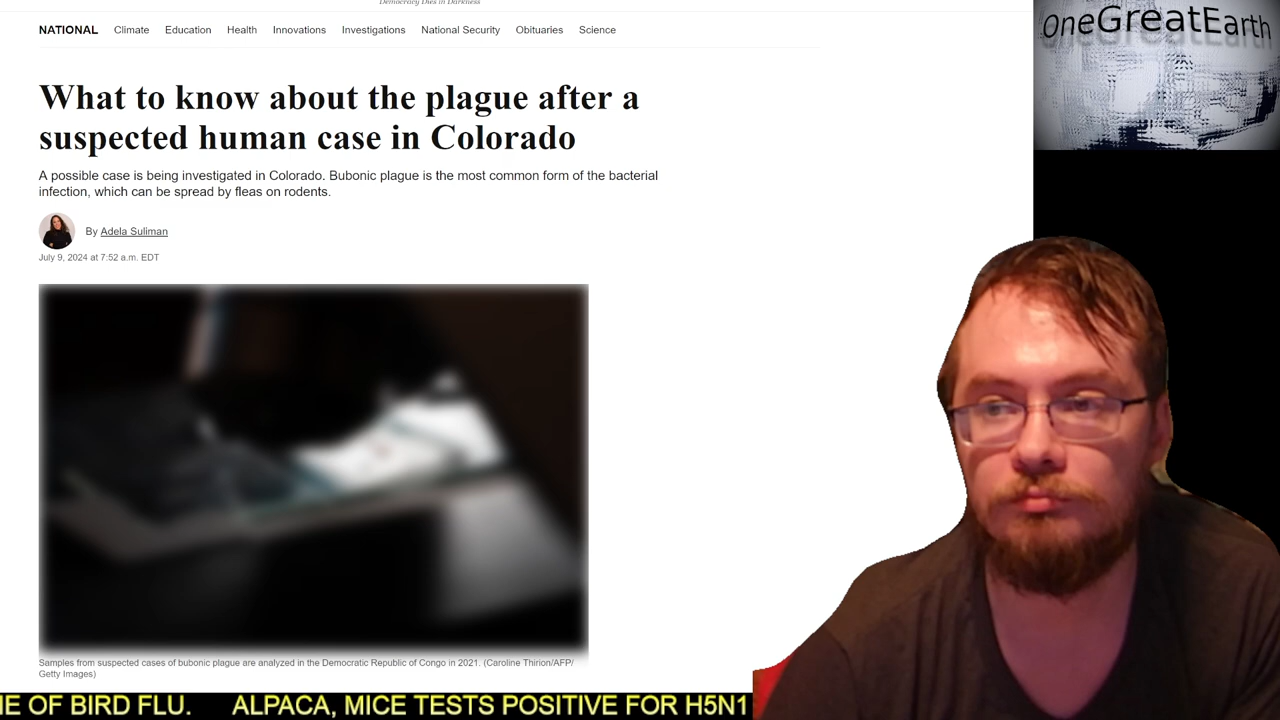 Democracy Dies in Darkness
NATIONAL Climate Education Health Innovations Investigations National Security Obituaries Science
OneGreatEarth
What to know about the plague after a
suspected human case in Colorado
A possible case is being investigated in Colorado. Bubonic plague is the most common form of the bacterial
infection, which can be spread by fleas on rodents.
By Adela Suliman
July 9, 2024 at 7:52 a.m. EDT
Samples from suspected cases of bubonic plague are analyzed in the Democratic Republic of Congo in 2021. (Caroline Thirion/AFP/
Getty Images)
OF BIRD FLU. ALPACA, MICE TESTS POSITIVE FOR H5N1